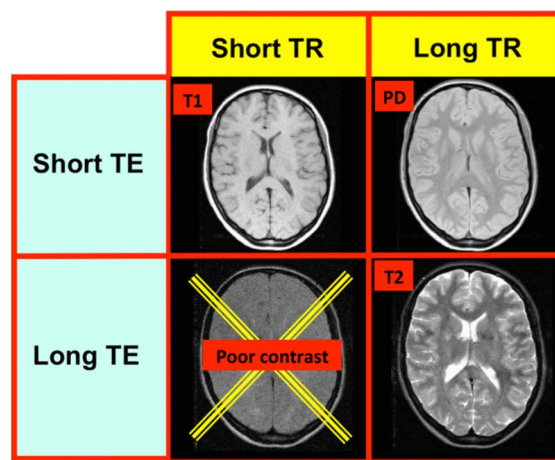 Short TR
Long TR
Short TE
T1
PD
Long TE
Poor contrast
T2